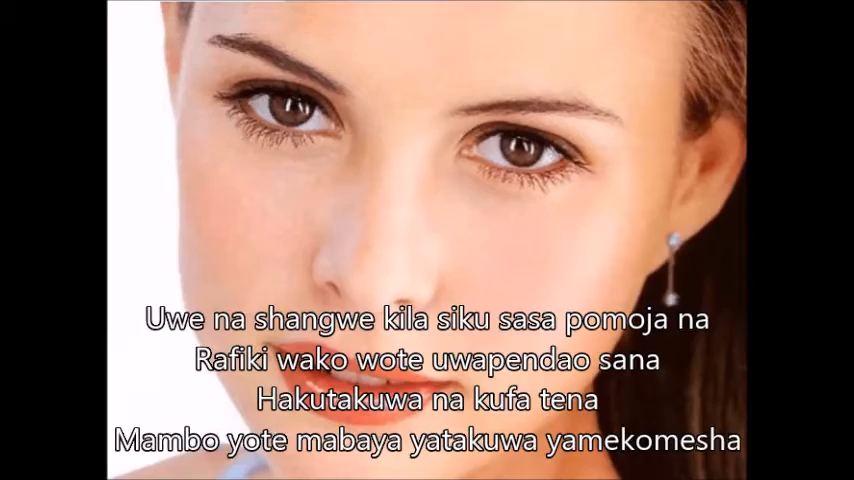 Uwe na shangwe kila siku sasa pomoja na
Rafiki wako wote uwapendao sana
Hakutakuwa na kufa tena
Mambo yote mabaya yatakuwa yamekomesha